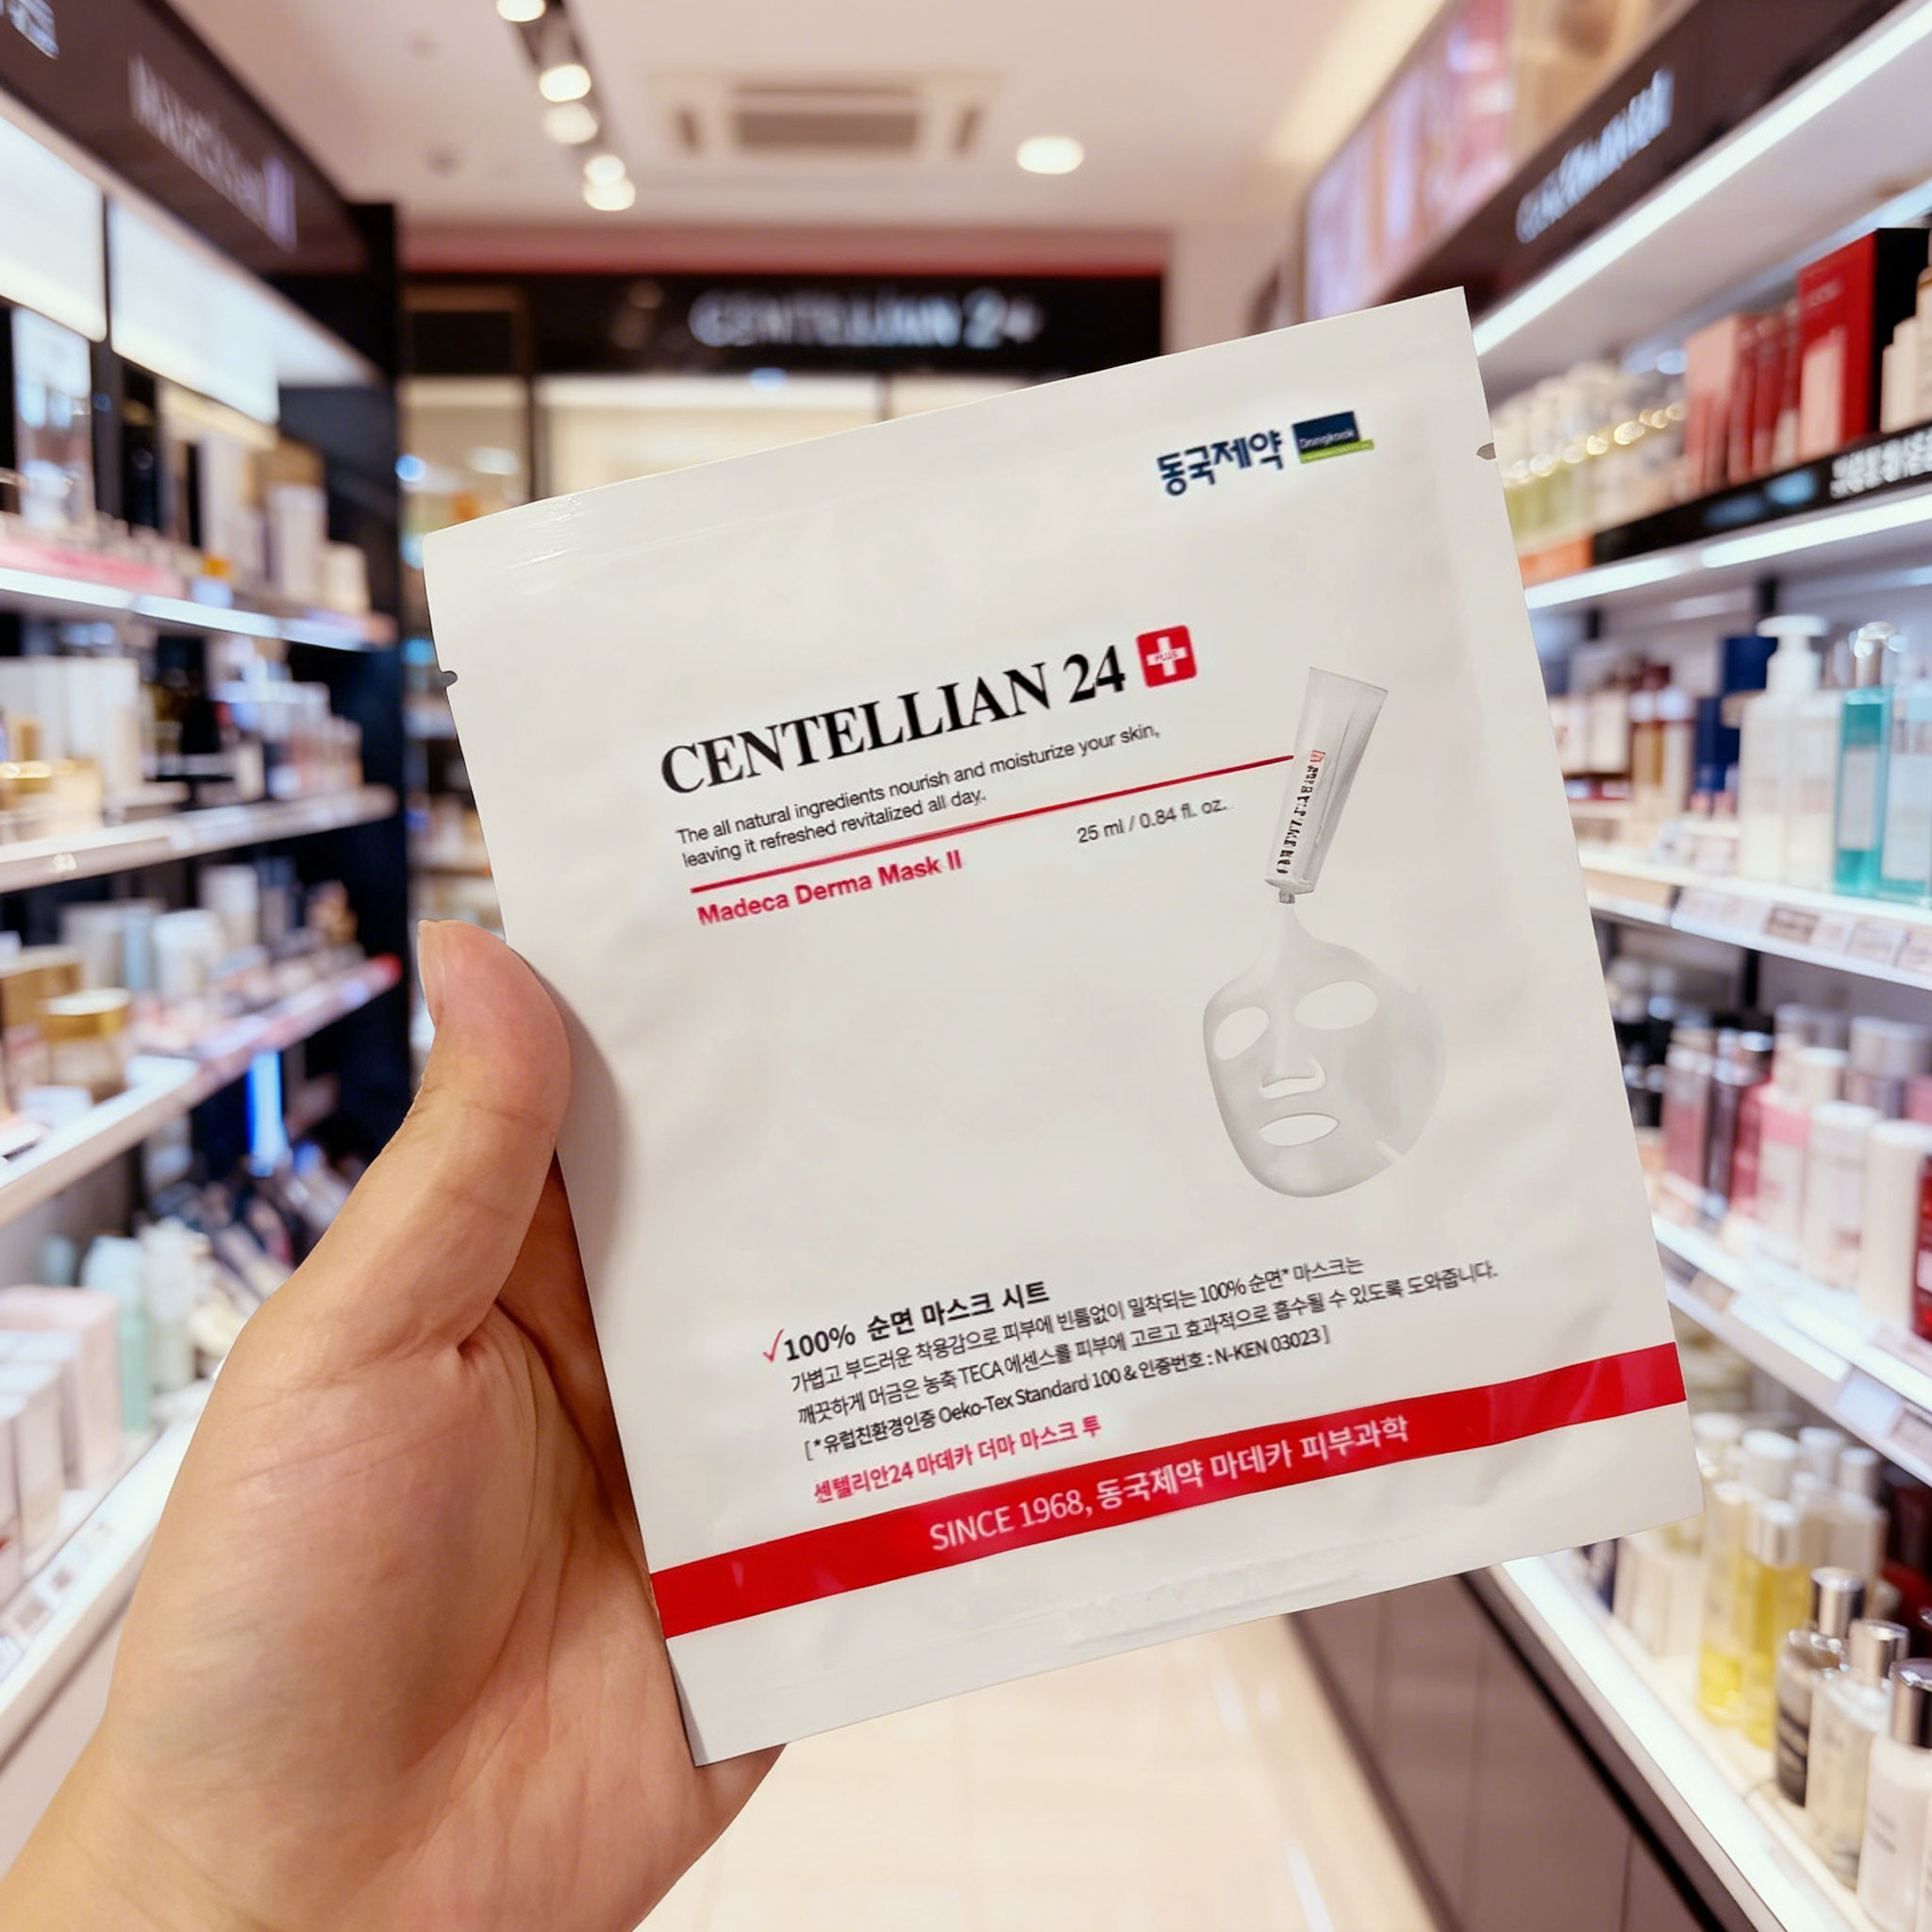 CENTELLIAN 24
동국제약 Dongkook
CENTELLIAN 24 PLUS
The all natural ingredients nourish and moisturize your skin,
leaving it refreshed revitalized all day.
25 ml / 0.84 fl. oz.
Madeca Derma Mask II
✓100% 순면 마스크 시트
가볍고 부드러운 착용감으로 피부에 빈틈없이 밀착되는 100% 순면* 마스크는
깨끗하게 머금은 농축 TECA 에센스를 피부에 고르고 효과적으로 흡수될 수 있도록 도와줍니다.
[ *유럽친환경인증 Oeko-Tex Standard 100 & 인증번호 : N-KEN 03023 ]
센텔리안24 마데카 더마 마스크 투
SINCE 1968, 동국제약 마데카 피부과학